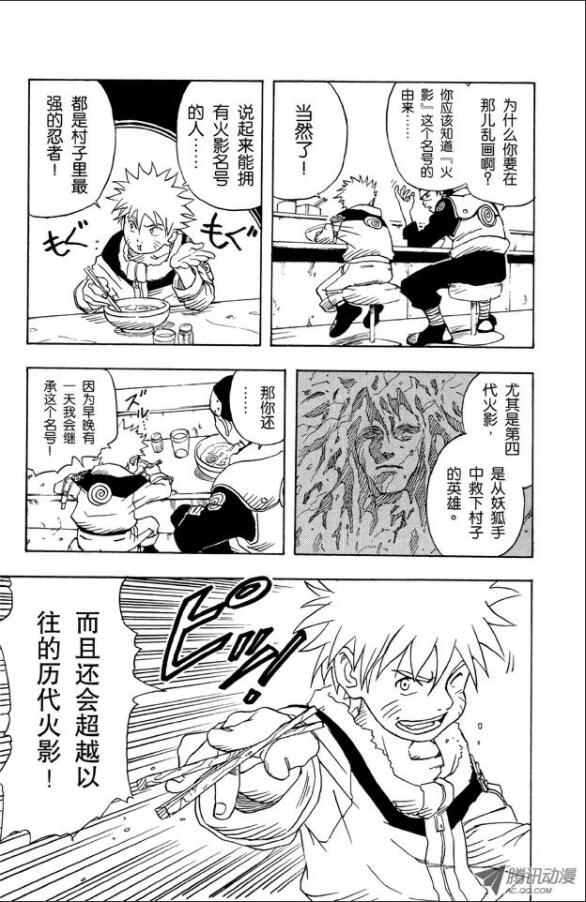 为什么你要在
那儿乱画啊？
你应该知道『火
影』这个名号的
由来……
当然了！
说起来能拥
有火影名号
的人……
都是村子里最
强的忍者！
もぐ
もぐ
尤其是第四
代火影，
是从妖狐手
中救下村子
的英雄。
那你还
…
因为早晚有
一天我会继
承这个名号！
ピッ!
而且还会超越以
往的历代火影！
腾讯动漫
AC.QQ.COM